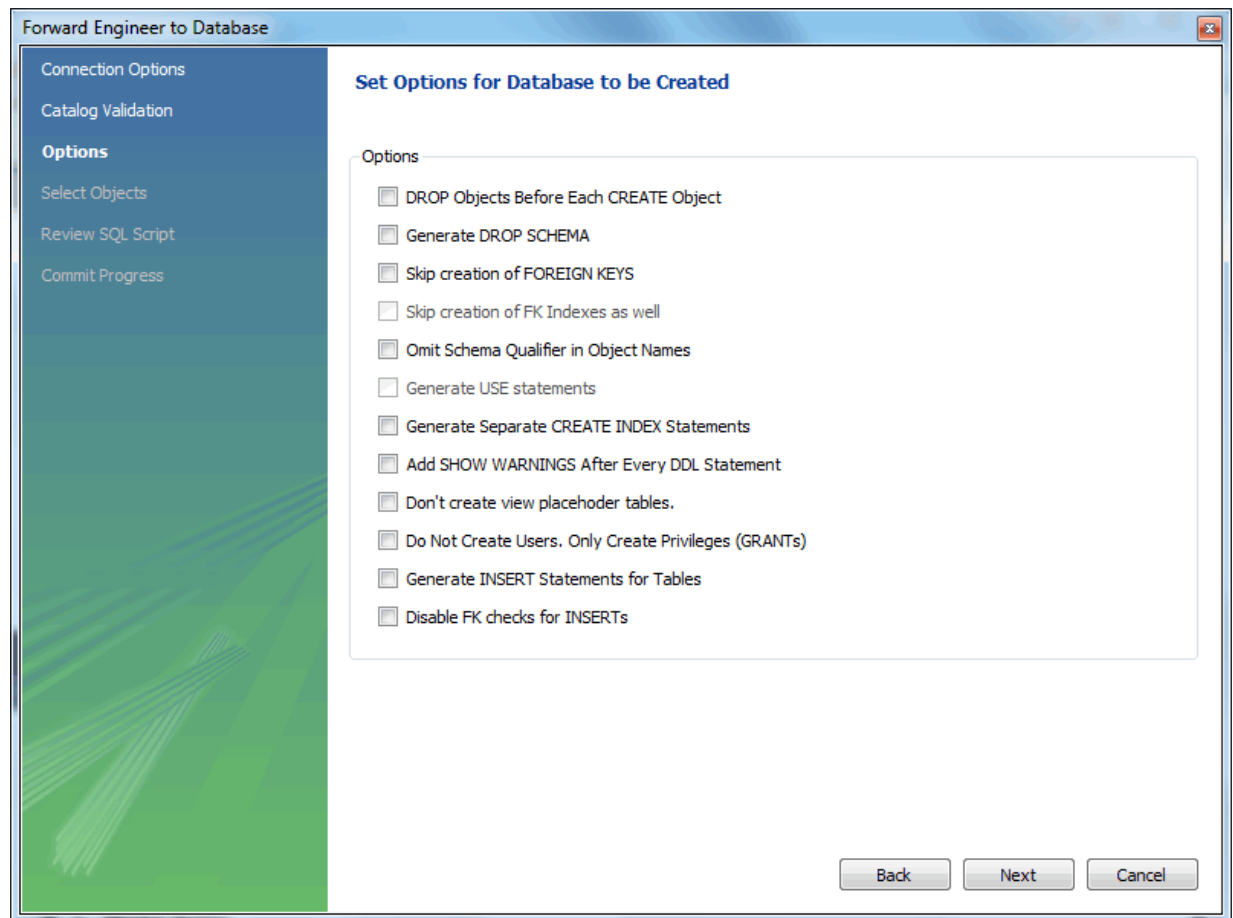 Forward Engineer to Database
Connection Options
Catalog Validation
Options
Select Objects
Review SQL Script
Commit Progress
Set Options for Database to be Created
Options
DROP Objects Before Each CREATE Object
Generate DROP SCHEMA
Skip creation of FOREIGN KEYS
Skip creation of FK Indexes as well
Omit Schema Qualifier in Object Names
Generate USE statements
Generate Separate CREATE INDEX Statements
Add SHOW WARNINGS After Every DDL Statement
Don't create view placehoder tables.
Do Not Create Users. Only Create Privileges (GRANTs)
Generate INSERT Statements for Tables
Disable FK checks for INSERTs
Back Next Cancel